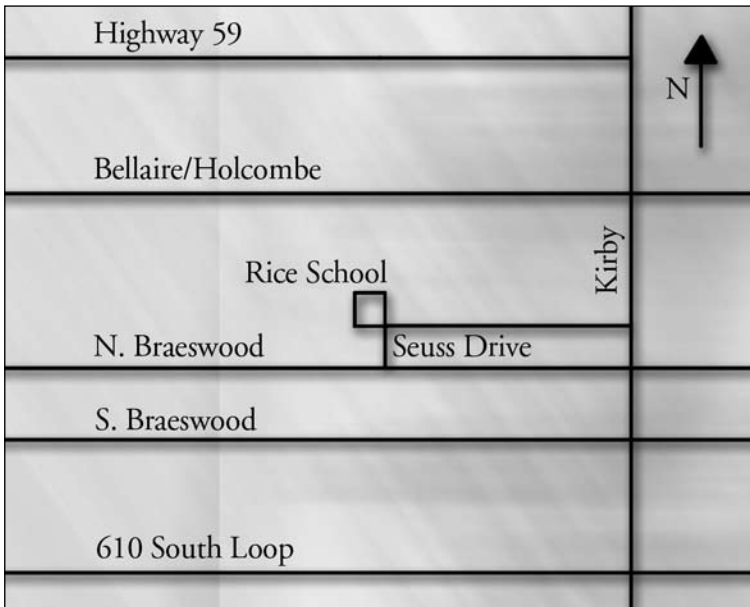 Highway 59
N
Bellaire/Holcombe
Kirby
Rice School
N. Braeswood
Seuss Drive
S. Braeswood
610 South Loop